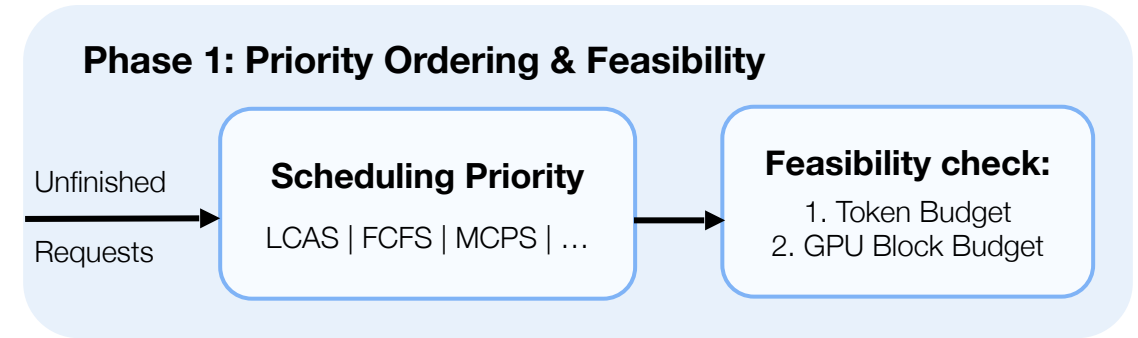 Phase 1: Priority Ordering & Feasibility
Unfinished
Requests
Scheduling Priority
LCAS | FCFS | MCPS | …
Feasibility check:
1. Token Budget
2. GPU Block Budget